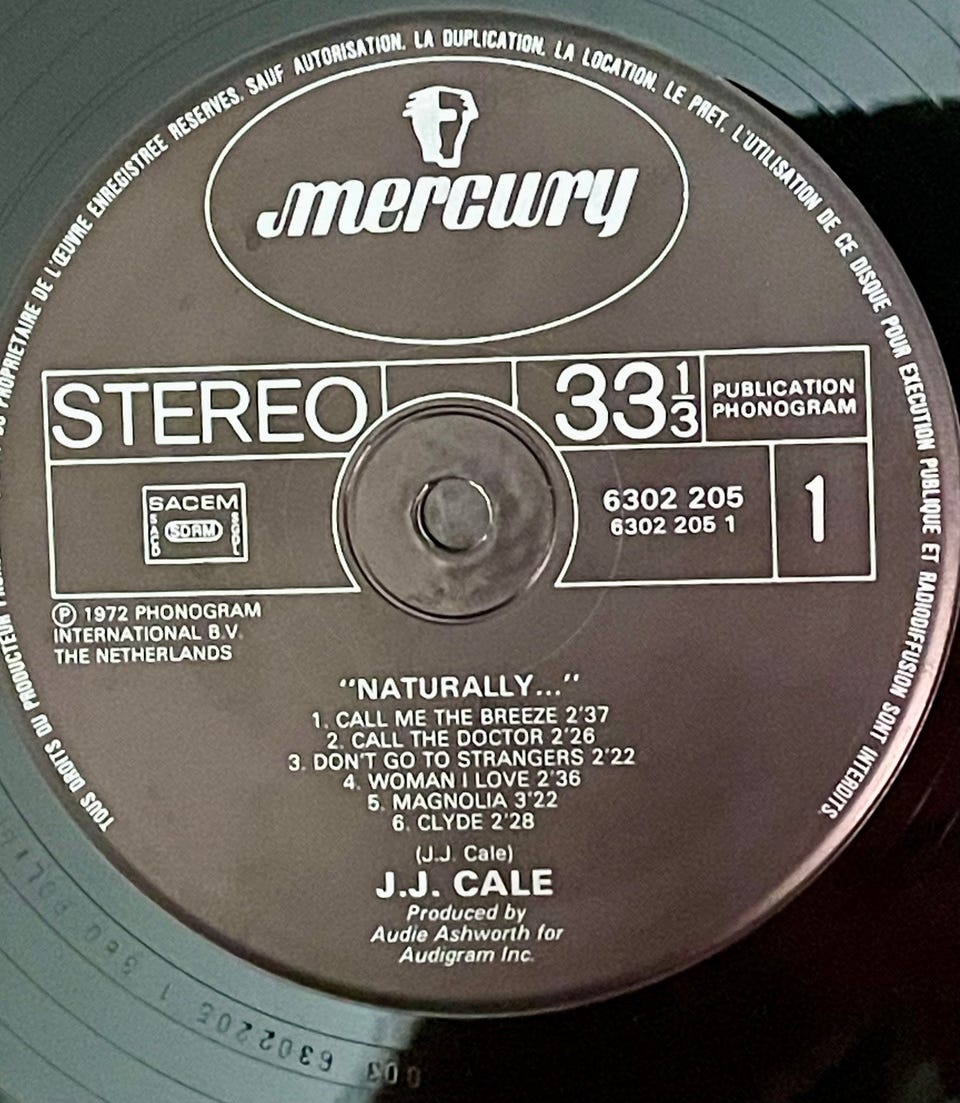 TOUS DROITS DU PRODUCTEUR PROPRIETAIRE DE L'ŒUVRE ENREGISTREE RESERVES. SAUF AUTORISATION. LA DUPLICATION. LA LOCATION. LE PRET. L'UTILISATION DE CE DISQUE POUR EXECUTION PUBLIQUE ET RADIODIFFUSION SONT INTERDITS.
mercury
STEREO
33 1/3
PUBLICATION
PHONOGRAM
SACEM
SACD SDRM SGDL
6302 205
6302 205 1
1
Ⓟ 1972 PHONOGRAM
INTERNATIONAL B.V.
THE NETHERLANDS
“NATURALLY...”
1. CALL ME THE BREEZE 2'37
2. CALL THE DOCTOR 2'26
3. DON'T GO TO STRANGERS 2'22
4. WOMAN I LOVE 2'36
5. MAGNOLIA 3'22
6. CLYDE 2'28
(J.J. Cale)
J.J. CALE
Produced by
Audie Ashworth for
Audigram Inc.
6302205 1